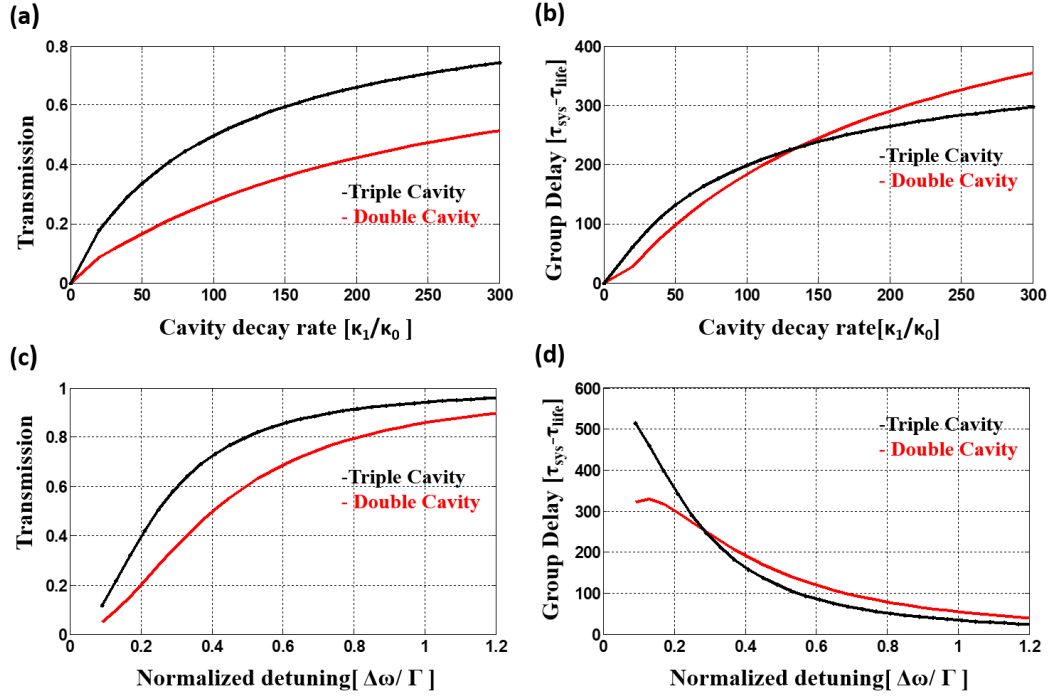 (a)
Transmission
0.8
0.6
0.4
0.2
0
0 50 100 150 200 250 300
-Triple Cavity
- Double Cavity
Cavity decay rate [κ1/κ0 ]
(b)
Group Delay [τsys-τlife]
400
300
200
100
0
0 50 100 150 200 250 300
-Triple Cavity
- Double Cavity
Cavity decay rate[κ1/κ0]
(c)
Transmission
1
0.8
0.6
0.4
0.2
0
0 0.2 0.4 0.6 0.8 1 1.2
-Triple Cavity
- Double Cavity
Normalized detuning[ Δω/ Γ ]
(d)
Group Delay [τsys-τlife]
600
500
400
300
200
100
0
0 0.2 0.4 0.6 0.8 1 1.2
-Triple Cavity
- Double Cavity
Normalized detuning[ Δω/ Γ ]